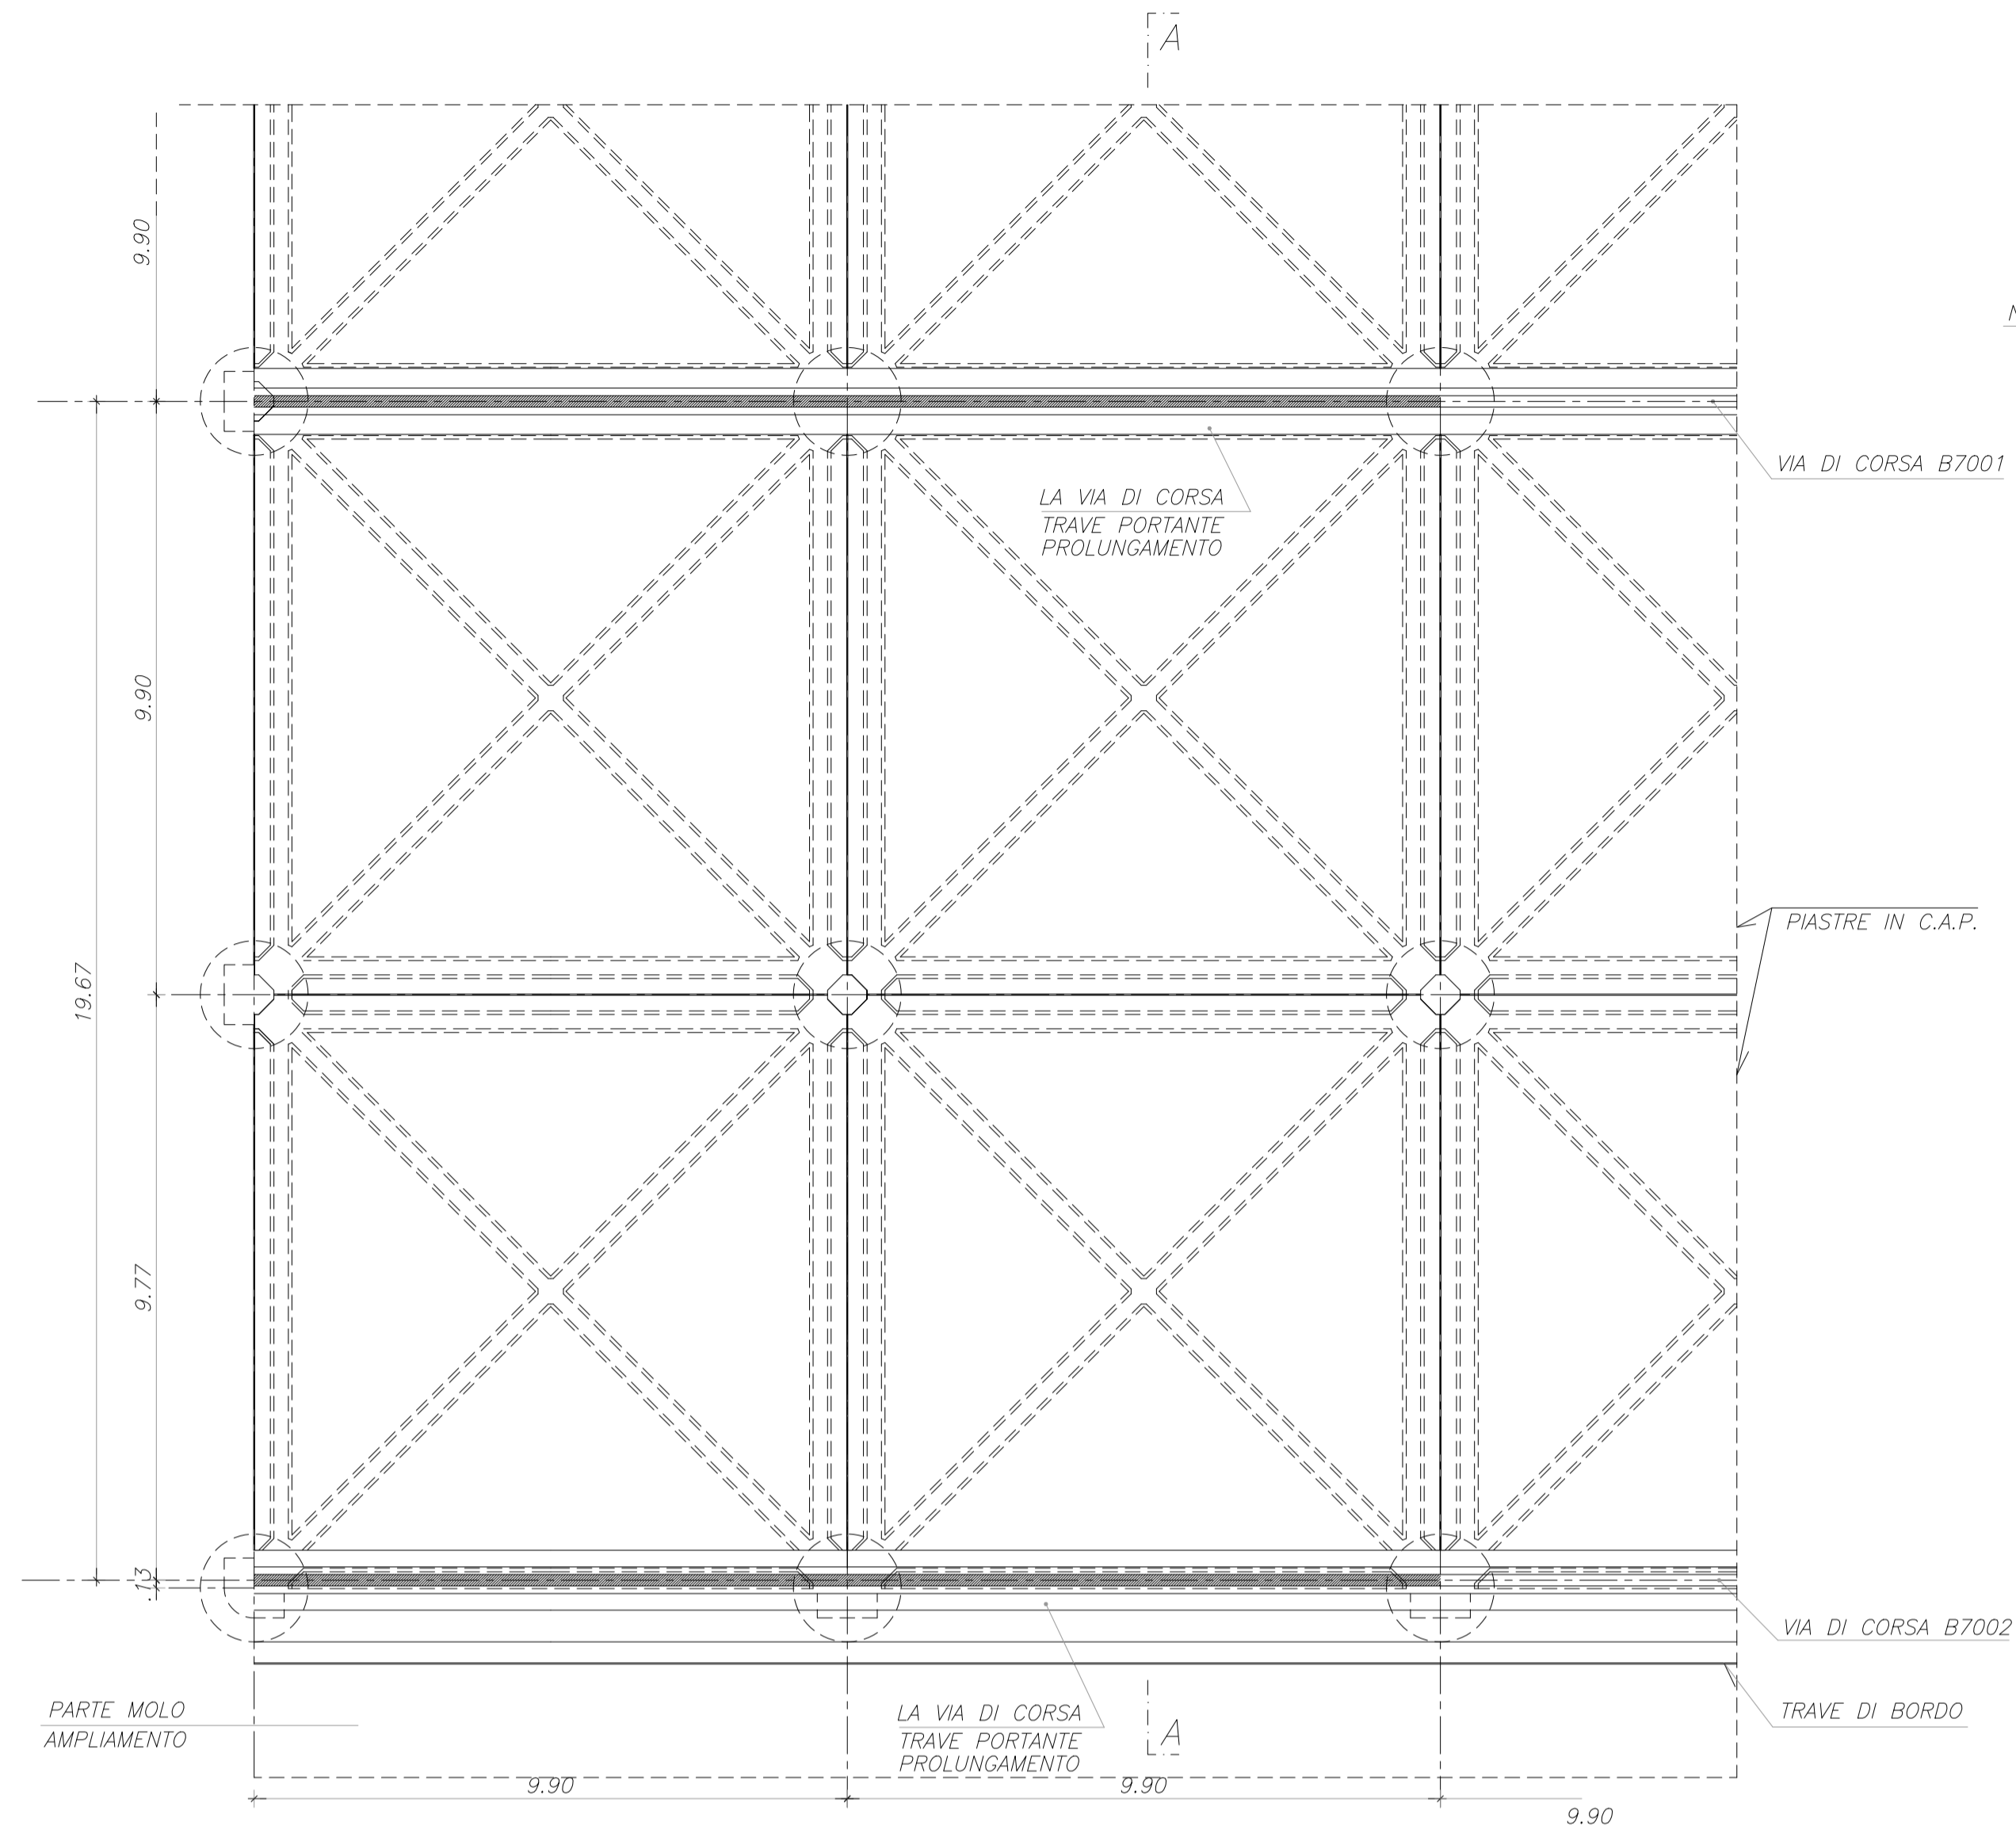 A
9.90
N
VIA DI CORSA B7001
LA VIA DI CORSA
TRAVE PORTANTE
PROLUNGAMENTO
9.90
PIASTRE IN C.A.P.
19.67
9.77
.13
VIA DI CORSA B7002
PARTE MOLO
AMPLIAMENTO
LA VIA DI CORSA
TRAVE PORTANTE
PROLUNGAMENTO
A
TRAVE DI BORDO
9.90
9.90
9.90